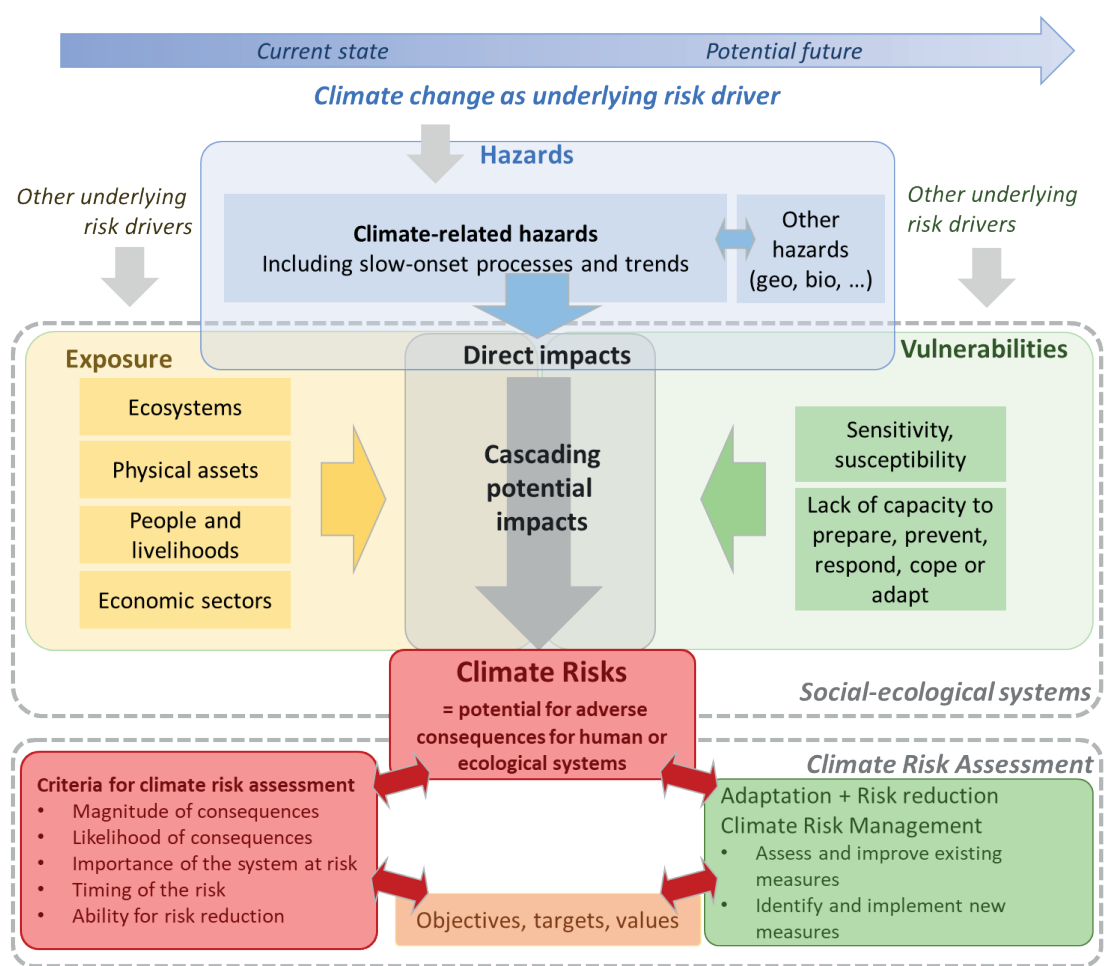 Current state
Potential future
Climate change as underlying risk driver
Hazards
Other underlying
risk drivers
Climate-related hazards
Including slow-onset processes and trends
Other
hazards
(geo, bio, ...)
Other underlying
risk drivers
Exposure
Direct impacts
Vulnerabilities
Ecosystems
Physical assets
People and
livelihoods
Economic sectors
Cascading
potential
impacts
Sensitivity,
susceptibility
Lack of capacity to
prepare, prevent,
respond, cope or
adapt
Climate Risks
= potential for adverse
consequences for human or
ecological systems
Social-ecological systems
Climate Risk Assessment
Criteria for climate risk assessment
• Magnitude of consequences
• Likelihood of consequences
• Importance of the system at risk
• Timing of the risk
• Ability for risk reduction
Objectives, targets, values
Adaptation + Risk reduction
Climate Risk Management
• Assess and improve existing
measures
• Identify and implement new
measures